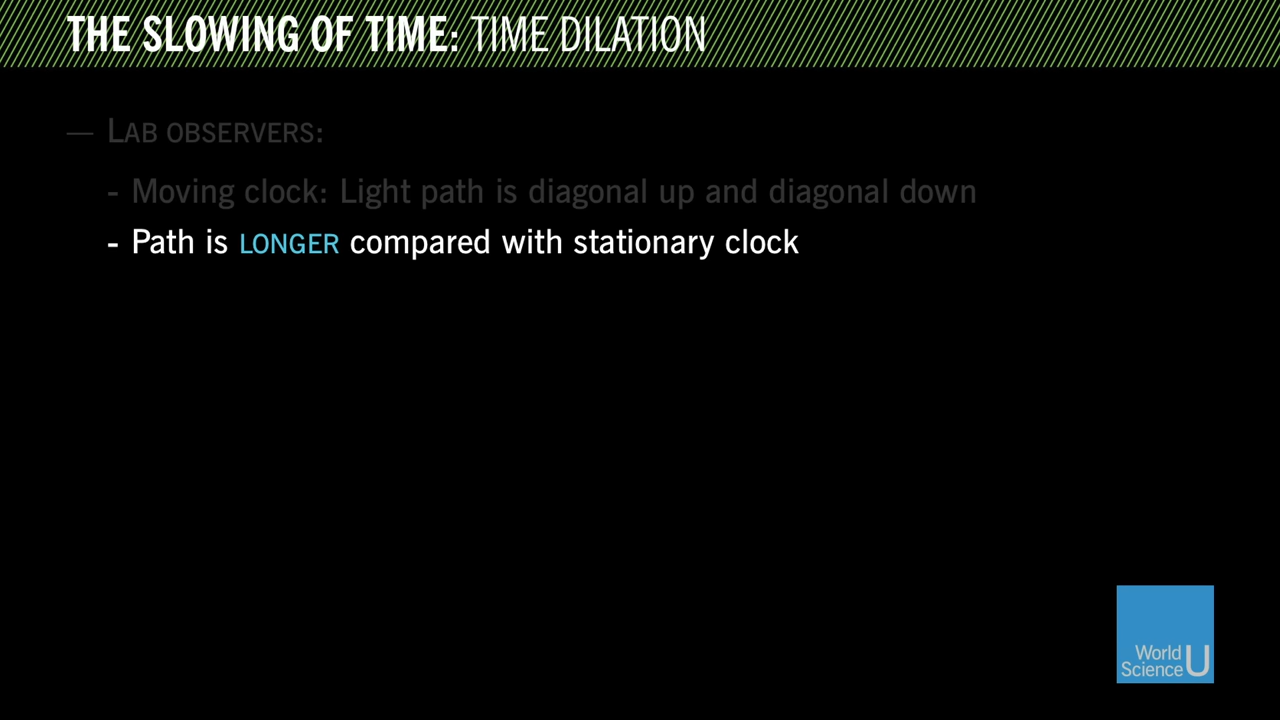 THE SLOWING OF TIME: TIME DILATION
— LAB OBSERVERS:
- Moving clock: Light path is diagonal up and diagonal down
- Path is LONGER compared with stationary clock
World
Science U